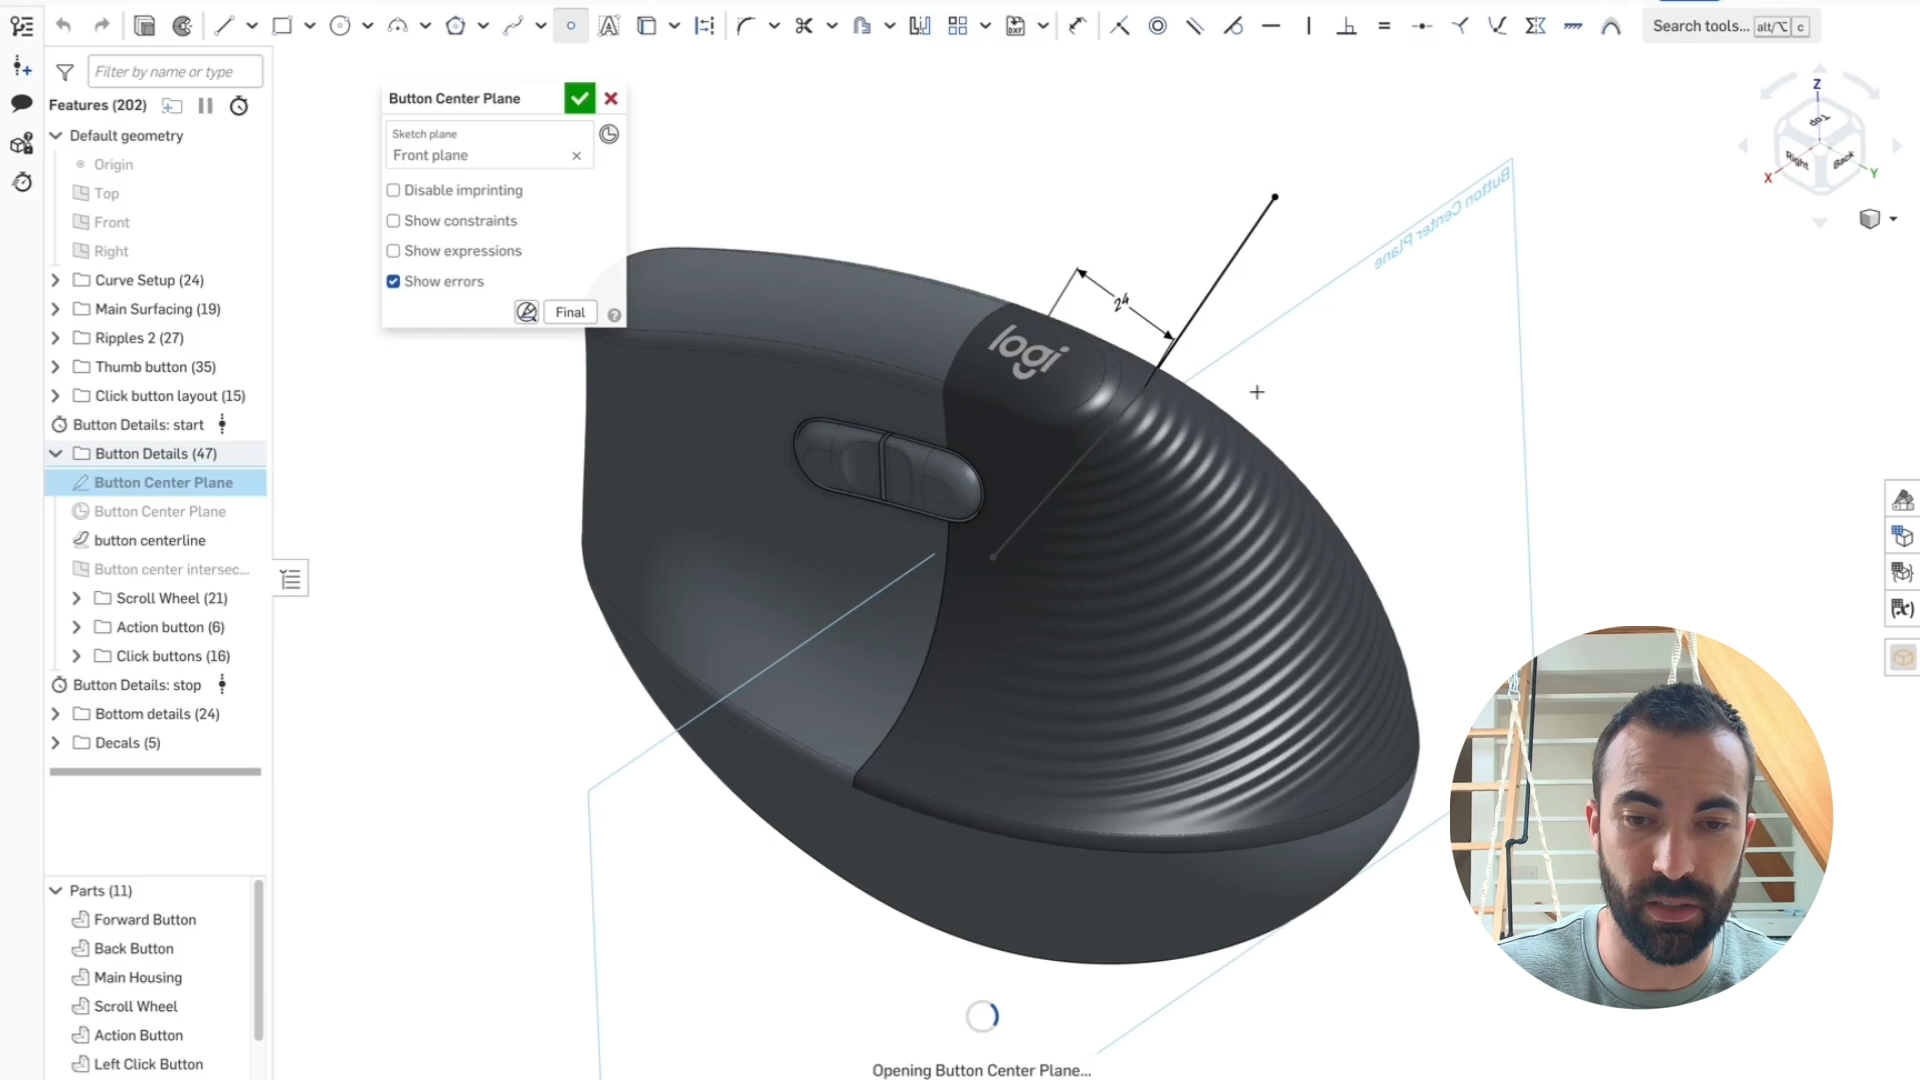 Search tools... alt/⌥ c
Filter by name or type
Features (202)
Default geometry
Origin
Top
Front
Right
Curve Setup (24)
Main Surfacing (19)
Ripples 2 (27)
Thumb button (35)
Click button layout (15)
Button Details: start
Button Details (47)
Button Center Plane
Button Center Plane
button centerline
Button center intersec...
Scroll Wheel (21)
Action button (6)
Click buttons (16)
Button Details: stop
Bottom details (24)
Decals (5)
Parts (11)
Forward Button
Back Button
Main Housing
Scroll Wheel
Action Button
Left Click Button
Button Center Plane
Sketch plane
Front plane
Disable imprinting
Show constraints
Show expressions
Show errors
Final
24
logi
Button Center Plane
Z
Top
Right
Back
X
Y
(x)
Opening Button Center Plane...